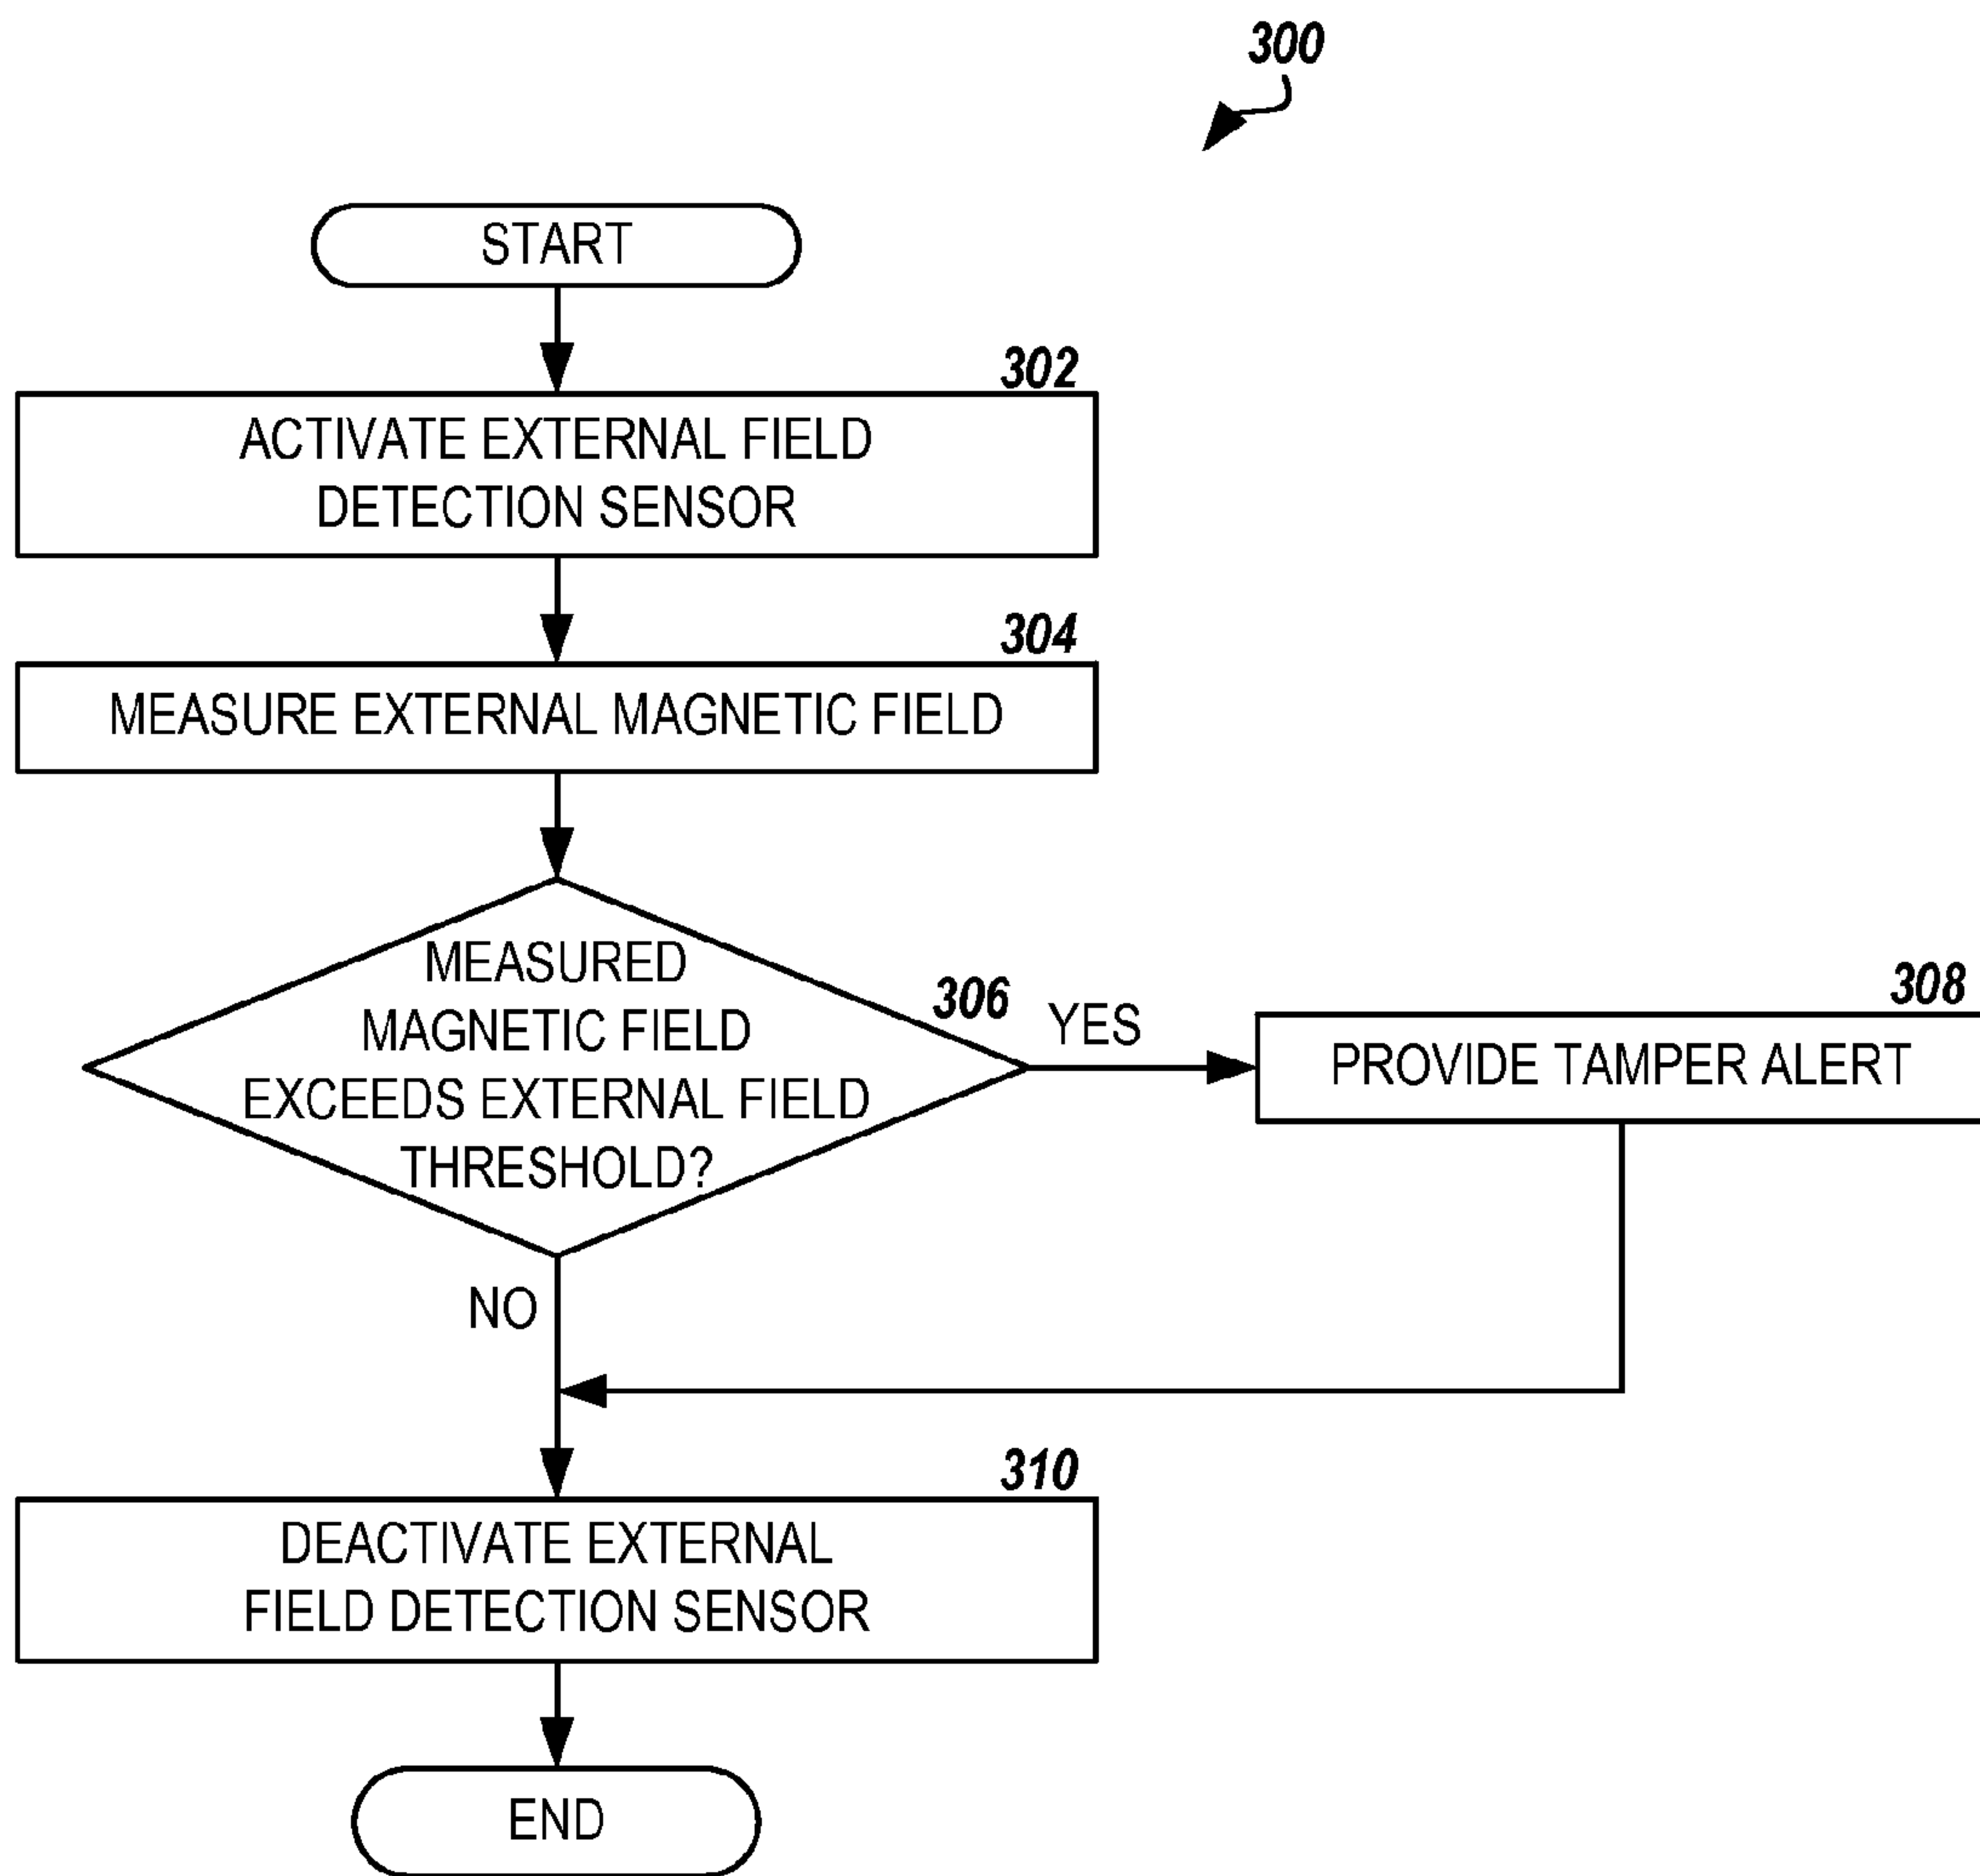 300
START
302
ACTIVATE EXTERNAL FIELD
DETECTION SENSOR
304
MEASURE EXTERNAL MAGNETIC FIELD
MEASURED
MAGNETIC FIELD
EXCEEDS EXTERNAL FIELD
THRESHOLD?
306
YES
308
PROVIDE TAMPER ALERT
NO
310
DEACTIVATE EXTERNAL
FIELD DETECTION SENSOR
END